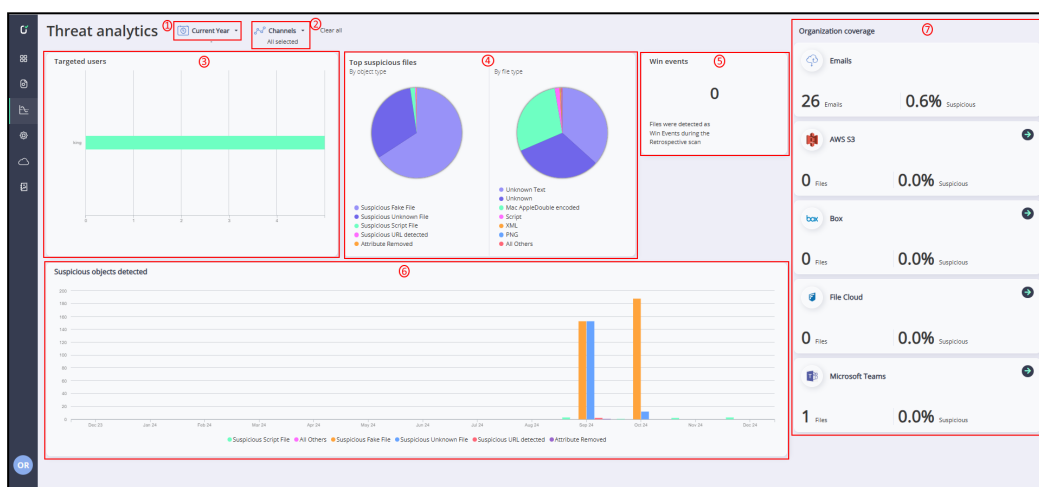 Threat analytics
① Current Year
② Channels
All selected
Clear all
Targeted users
③
0 1 2 3 4
Top suspicious files
④
By object type
By file type
Suspicious Fake File
Suspicious Unknown File
Suspicious Script File
Suspicious URL detected
Attribute Removed
Unknown Text
Unknown
Mac AppleDouble encoded
Script
XML
PNG
All Others
Win events
⑤
0
Files were detected as
Win Events during the
Retrospective scan
Suspicious objects detected
⑥
200
180
160
140
120
100
80
60
40
20
0
Dec 23 Jan 24 Feb 24 Mar 24 Apr 24 May 24 Jun 24 Jul 24 Aug 24 Sep 24 Oct 24 Nov 24 Dec 24
Suspicious Script File All Others Suspicious Fake File Suspicious Unknown File Suspicious URL detected Attribute Removed
Organization coverage
⑦
Emails
26 Emails 0.6% Suspicious
AWS S3
0 Files 0.0% Suspicious
box Box
0 Files 0.0% Suspicious
File Cloud
0 Files 0.0% Suspicious
Microsoft Teams
1 Files 0.0% Suspicious
OR